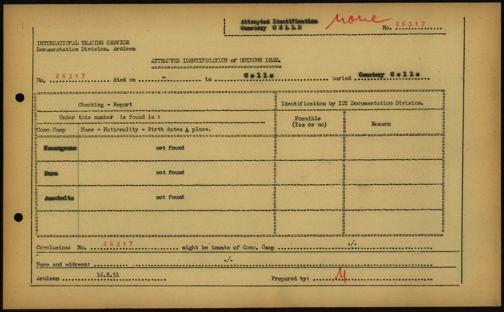 Attempted Identification
Cemetery CELLE
None
No. 26317
INTERNATIONAL TRACING SERVICE
Documentation Division. Arolsen
ATTEMPTED IDENTIFICATION of UNKNOWN DEAD.
No. 26317 died on - in Celle buried Cemetery Celle
Checking - Report
Identification by ITS Documentation Division.
Under this number is found in:
Possible
(Yes or no)
Reason
Conc.Camp
Name - Nationality - Birth dates & place.
not found
Dora not found
Auschwitz not found
Conclusion: No. 26317 might be inmate of Conc. Camp ./.
Name and address: ./.
Arolsen 16.8.51 Prepared by: